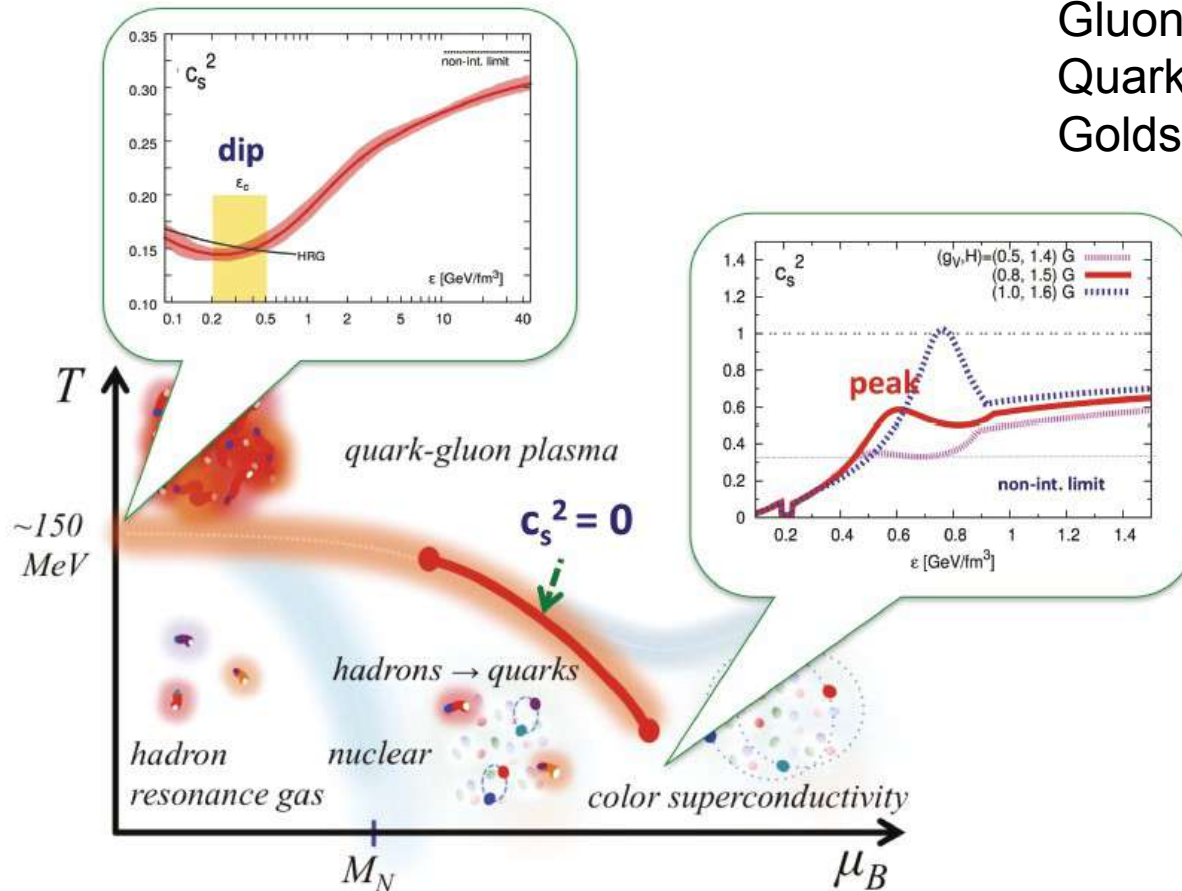 Gluon
Quark
Golds
0.35
0.30
0.25
0.20
0.15
0.10
c_s^2
non-int. limit
dip
ε_c
HRG
ε [GeV/fm³]
0.1 0.2 0.5 1 2 5 10 20 40
1.4
1.2
1
0.8
0.6
0.4
0.2
0
c_s^2
(g_V,H)=(0.5, 1.4) G
(0.8, 1.5) G
(1.0, 1.6) G
peak
non-int. limit
0.2 0.4 0.6 0.8 1 1.2 1.4
ε [GeV/fm³]
T
quark-gluon plasma
~150
MeV
c_s^2 = 0
hadrons → quarks
hadron
resonance gas
nuclear
color superconductivity
M_N
μ_B